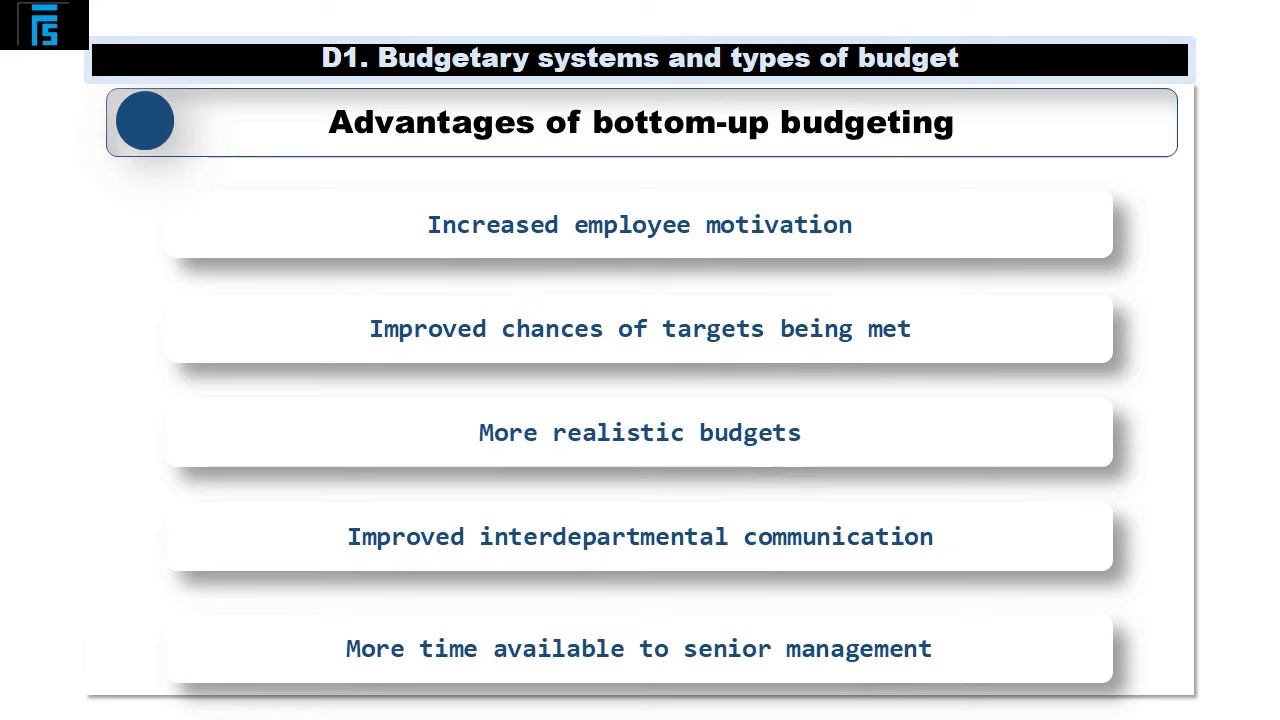 D1. Budgetary systems and types of budget
Advantages of bottom-up budgeting
Increased employee motivation
Improved chances of targets being met
More realistic budgets
Improved interdepartmental communication
More time available to senior management